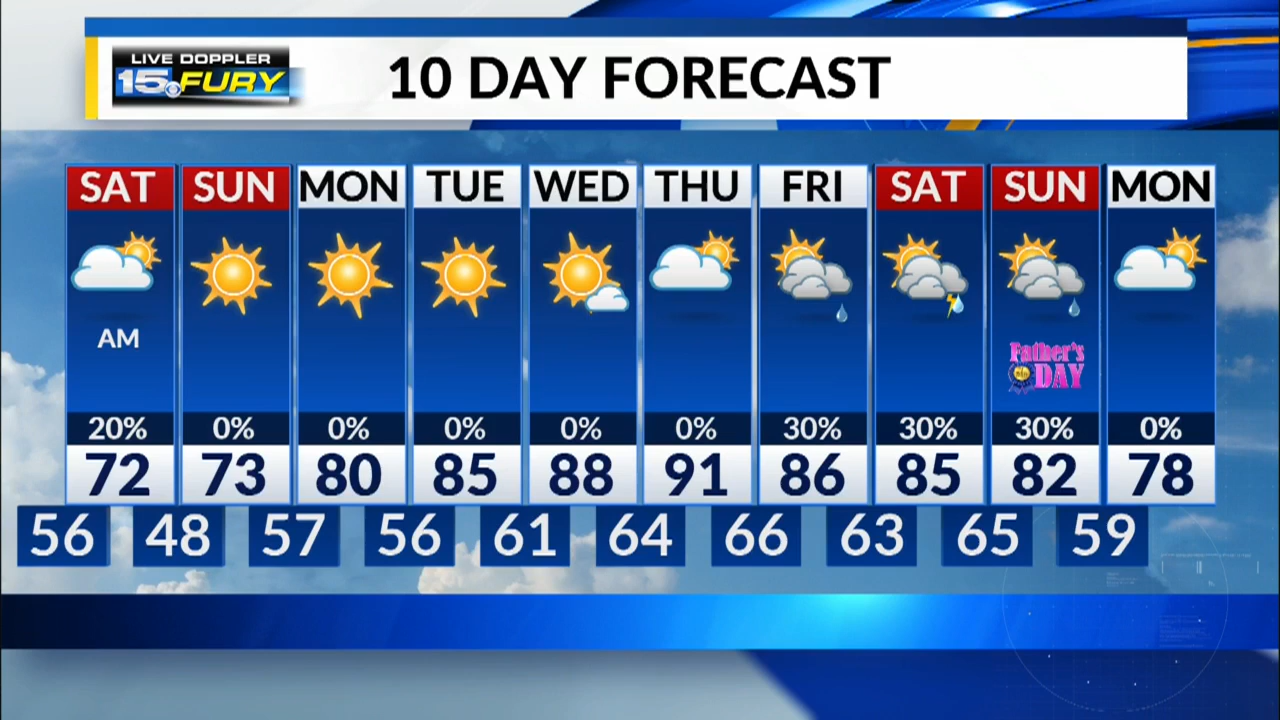 LIVE DOPPLER
15 FURY
10 DAY FORECAST
SAT SUN MON TUE WED THU FRI SAT SUN MON
AM
Father's
DAY
20% 0% 0% 0% 0% 0% 30% 30% 30% 0%
72 73 80 85 88 91 86 85 82 78
56 48 57 56 61 64 66 63 65 59